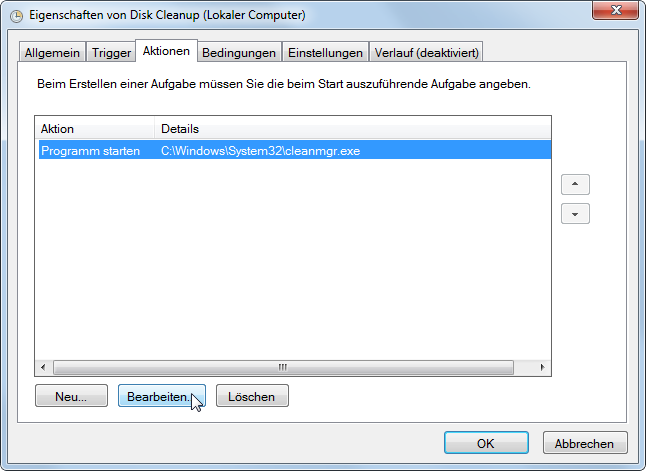 Eigenschaften von Disk Cleanup (Lokaler Computer)
Allgemein Trigger Aktionen Bedingungen Einstellungen Verlauf (deaktiviert)
Beim Erstellen einer Aufgabe müssen Sie die beim Start auszuführende Aufgabe angeben.
Aktion Details
Programm starten C:\Windows\System32\cleanmgr.exe
Neu... Bearbeiten... Löschen
OK Abbrechen